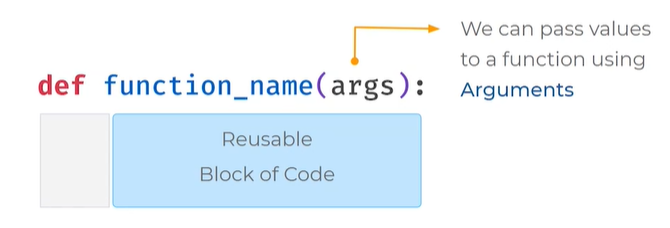 We can pass values
to a function using
Arguments
def function_name(args):
Reusable
Block of Code